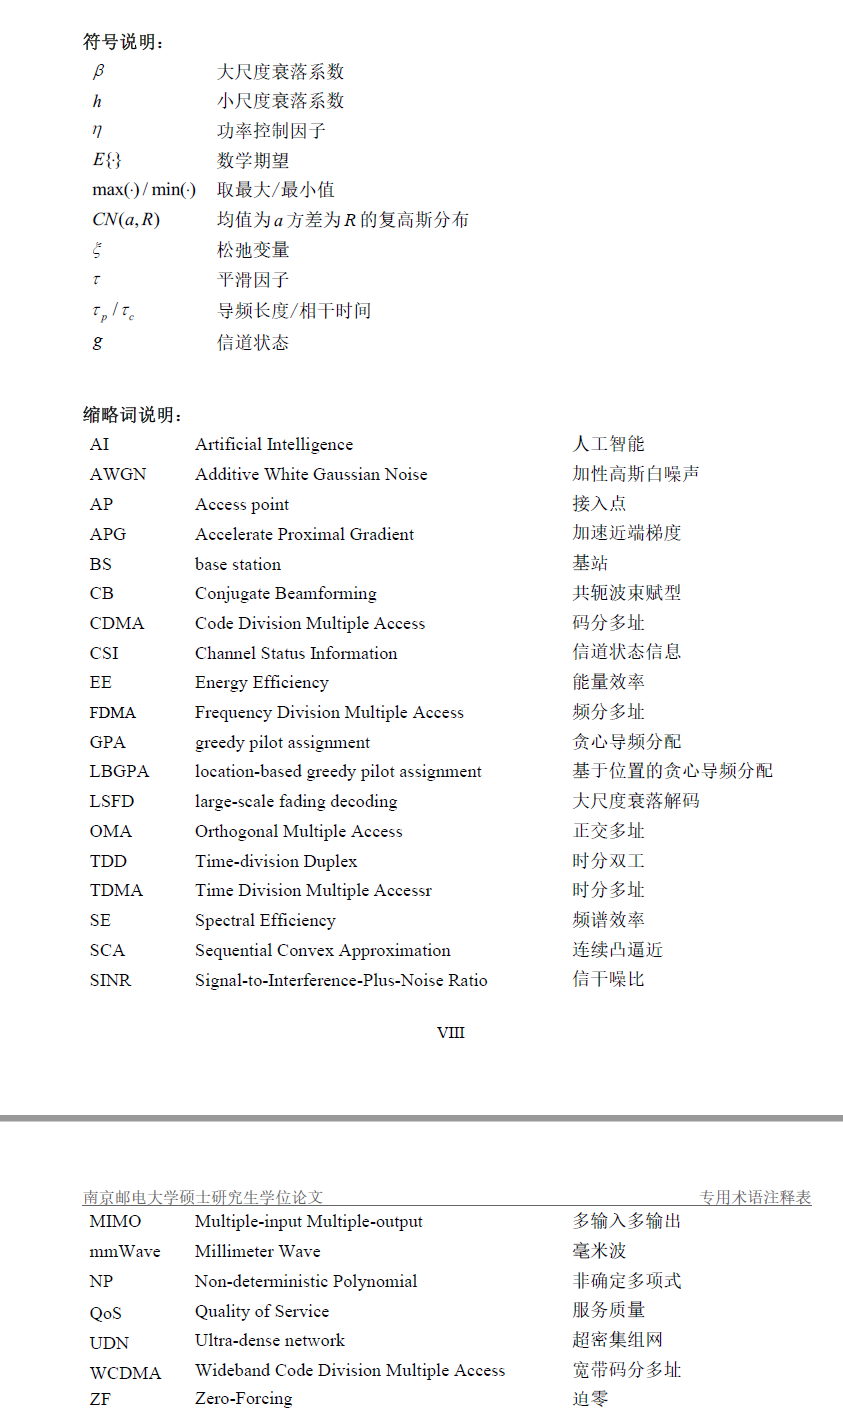 符号说明：
β 大尺度衰落系数
h 小尺度衰落系数
η 功率控制因子
E{·} 数学期望
max(·) / min(·) 取最大/最小值
CN(a, R) 均值为 a 方差为 R 的复高斯分布
ξ 松弛变量
τ 平滑因子
τp / τc 导频长度/相干时间
g 信道状态
缩略词说明：
AI Artificial Intelligence 人工智能
AWGN Additive White Gaussian Noise 加性高斯白噪声
AP Access point 接入点
APG Accelerate Proximal Gradient 加速近端梯度
BS base station 基站
CB Conjugate Beamforming 共轭波束赋型
CDMA Code Division Multiple Access 码分多址
CSI Channel Status Information 信道状态信息
EE Energy Efficiency 能量效率
FDMA Frequency Division Multiple Access 频分多址
GPA greedy pilot assignment 贪心导频分配
LBGPA location-based greedy pilot assignment 基于位置的贪心导频分配
LSFD large-scale fading decoding 大尺度衰落解码
OMA Orthogonal Multiple Access 正交多址
TDD Time-division Duplex 时分双工
TDMA Time Division Multiple Accessr 时分多址
SE Spectral Efficiency 频谱效率
SCA Sequential Convex Approximation 连续凸逼近
SINR Signal-to-Interference-Plus-Noise Ratio 信干噪比
VIII
南京邮电大学硕士研究生学位论文 专用术语注释表
MIMO Multiple-input Multiple-output 多输入多输出
mmWave Millimeter Wave 毫米波
NP Non-deterministic Polynomial 非确定多项式
QoS Quality of Service 服务质量
UDN Ultra-dense network 超密集组网
WCDMA Wideband Code Division Multiple Access 宽带码分多址
ZF Zero-Forcing 迫零